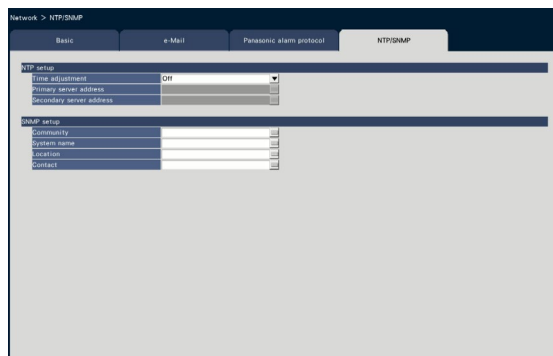 Network > NTP/SNMP
Basic e-Mail Panasonic alarm protocol NTP/SNMP
NTP setup
Time adjustment Off
Primary server address
Secondary server address
SNMP setup
Community
System name
Location
Contact